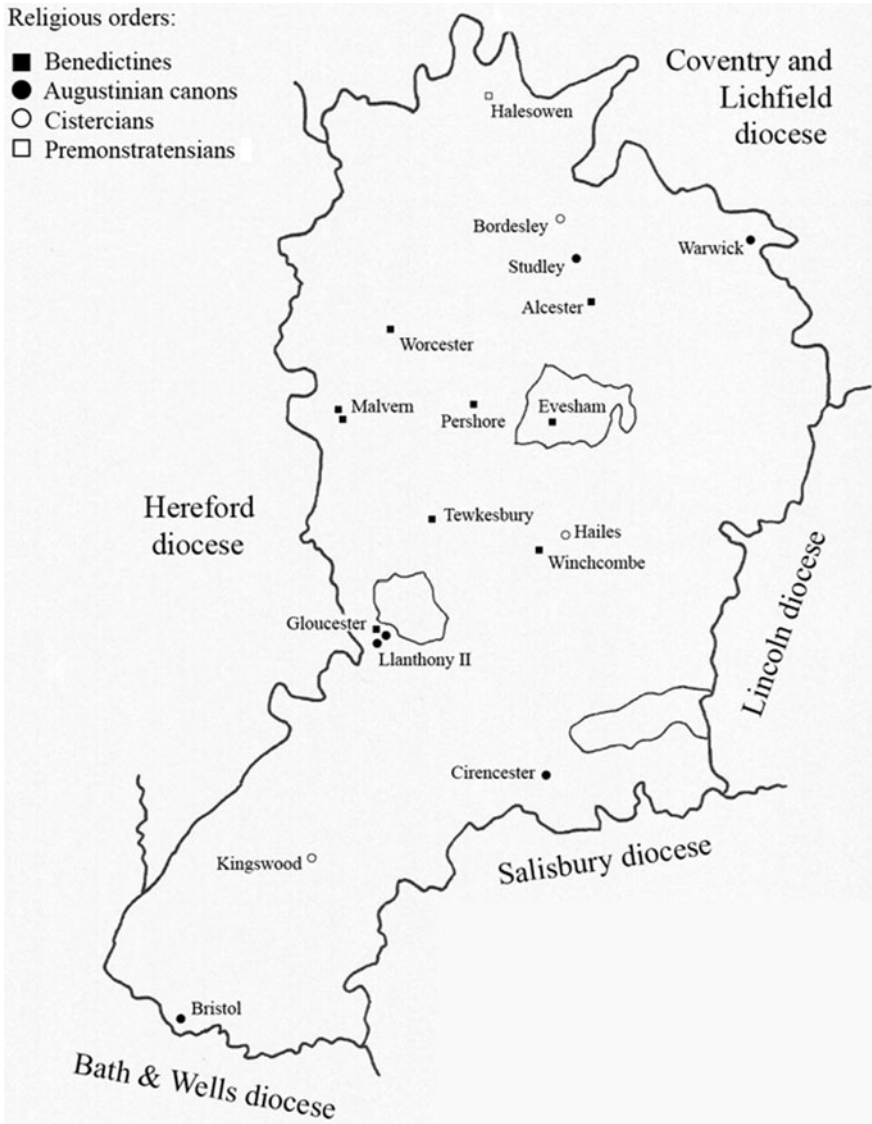 Religious orders:
Benedictines
Augustinian canons
Cistercians
Premonstratensians
Coventry and
Lichfield
diocese
Halesowen
Bordesley
Warwick
Studley
Alcester
Worcester
Malvern
Pershore
Evesham
Hereford
diocese
Tewkesbury
Hailes
Winchcombe
Lincoln diocese
Gloucester
Llanthony II
Cirencester
Salisbury diocese
Kingswood
Bristol
Bath & Wells diocese